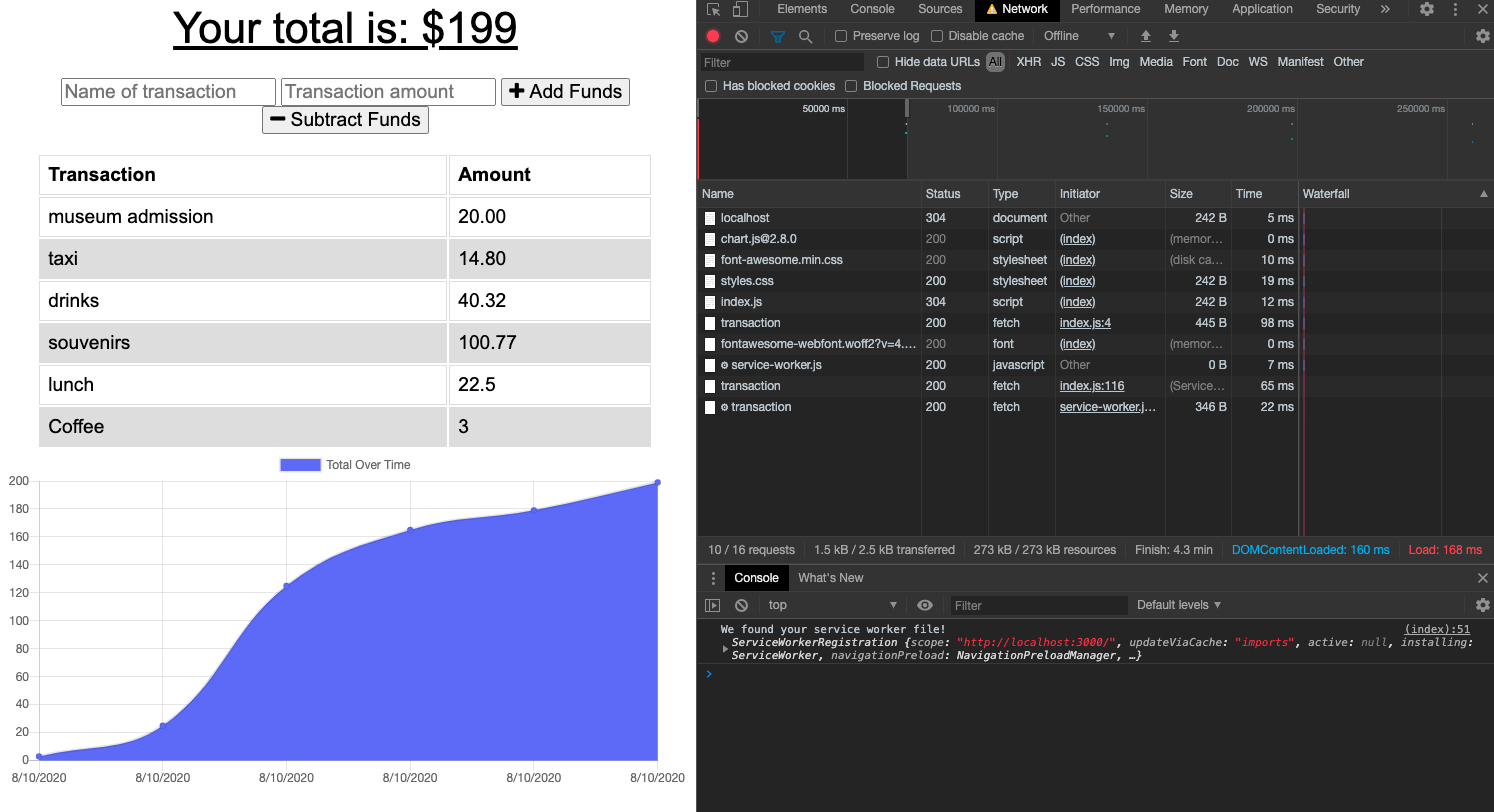 Your total is: $199
Name of transaction Transaction amount + Add Funds
− Subtract Funds
Transaction Amount
museum admission 20.00
taxi 14.80
drinks 40.32
souvenirs 100.77
lunch 22.5
Coffee 3
Total Over Time
200
180
160
140
120
100
80
60
40
20
0
8/10/2020 8/10/2020 8/10/2020 8/10/2020 8/10/2020 8/10/2020
Elements Console Sources Network Performance Memory Application Security »
Preserve log Disable cache Offline ▼
Filter Hide data URLs All XHR JS CSS Img Media Font Doc WS Manifest Other
Has blocked cookies Blocked Requests
50000 ms 100000 ms 150000 ms 200000 ms 250000 ms
Name Status Type Initiator Size Time Waterfall ▲
localhost 304 document Other 242 B 5 ms
chart.js@2.8.0 200 script (index) (memor… 0 ms
font-awesome.min.css 200 stylesheet (index) (disk ca… 10 ms
styles.css 200 stylesheet (index) 242 B 19 ms
index.js 304 script (index) 242 B 12 ms
transaction 200 fetch index.js:4 445 B 98 ms
fontawesome-webfont.woff2?v=4.… 200 font (index) (memor… 0 ms
service-worker.js 200 javascript Other 0 B 7 ms
transaction 200 fetch index.js:116 (Service… 65 ms
transaction 200 fetch service-worker.j… 346 B 22 ms
10 / 16 requests 1.5 kB / 2.5 kB transferred 273 kB / 273 kB resources Finish: 4.3 min DOMContentLoaded: 160 ms Load: 168 ms
Console What's New
top ▼ Filter Default levels ▼
We found your service worker file! (index):51
ServiceWorkerRegistration {scope: "http://localhost:3000/", updateViaCache: "imports", active: null, installing:
ServiceWorker, navigationPreload: NavigationPreloadManager, …}